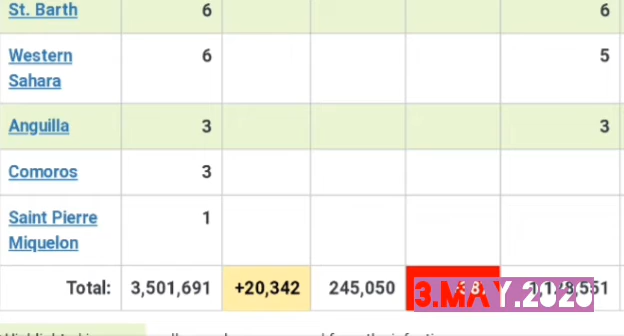 St. Barth 6 6
Western Sahara 6 5
Anguilla 3 3
Comoros 3
Saint Pierre Miquelon 1
Total: 3,501,691 +20,342 245,050
3.MAY.2020